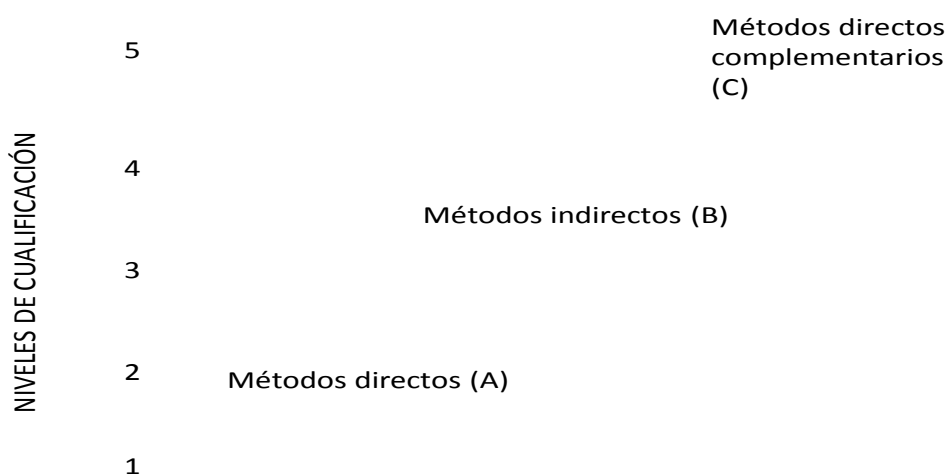 NIVELES DE CUALIFICACIÓN
5
Métodos directos
complementarios
(C)
4
Métodos indirectos (B)
3
2
Métodos directos (A)
1